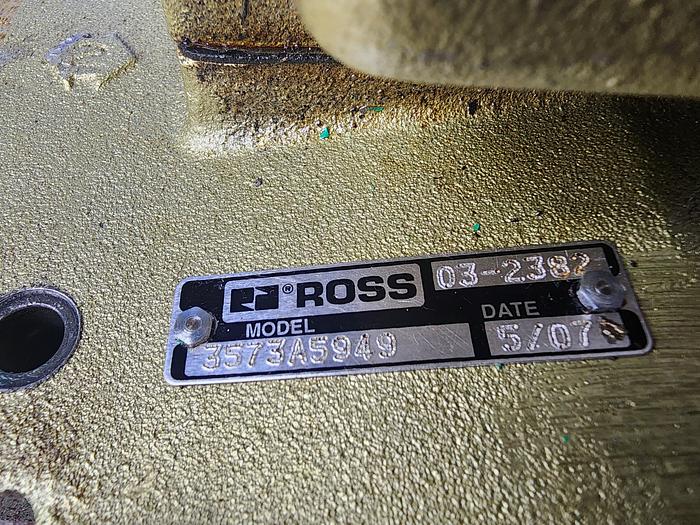 ® ROSS 03-2382
MODEL DATE
3573A5949 5/07